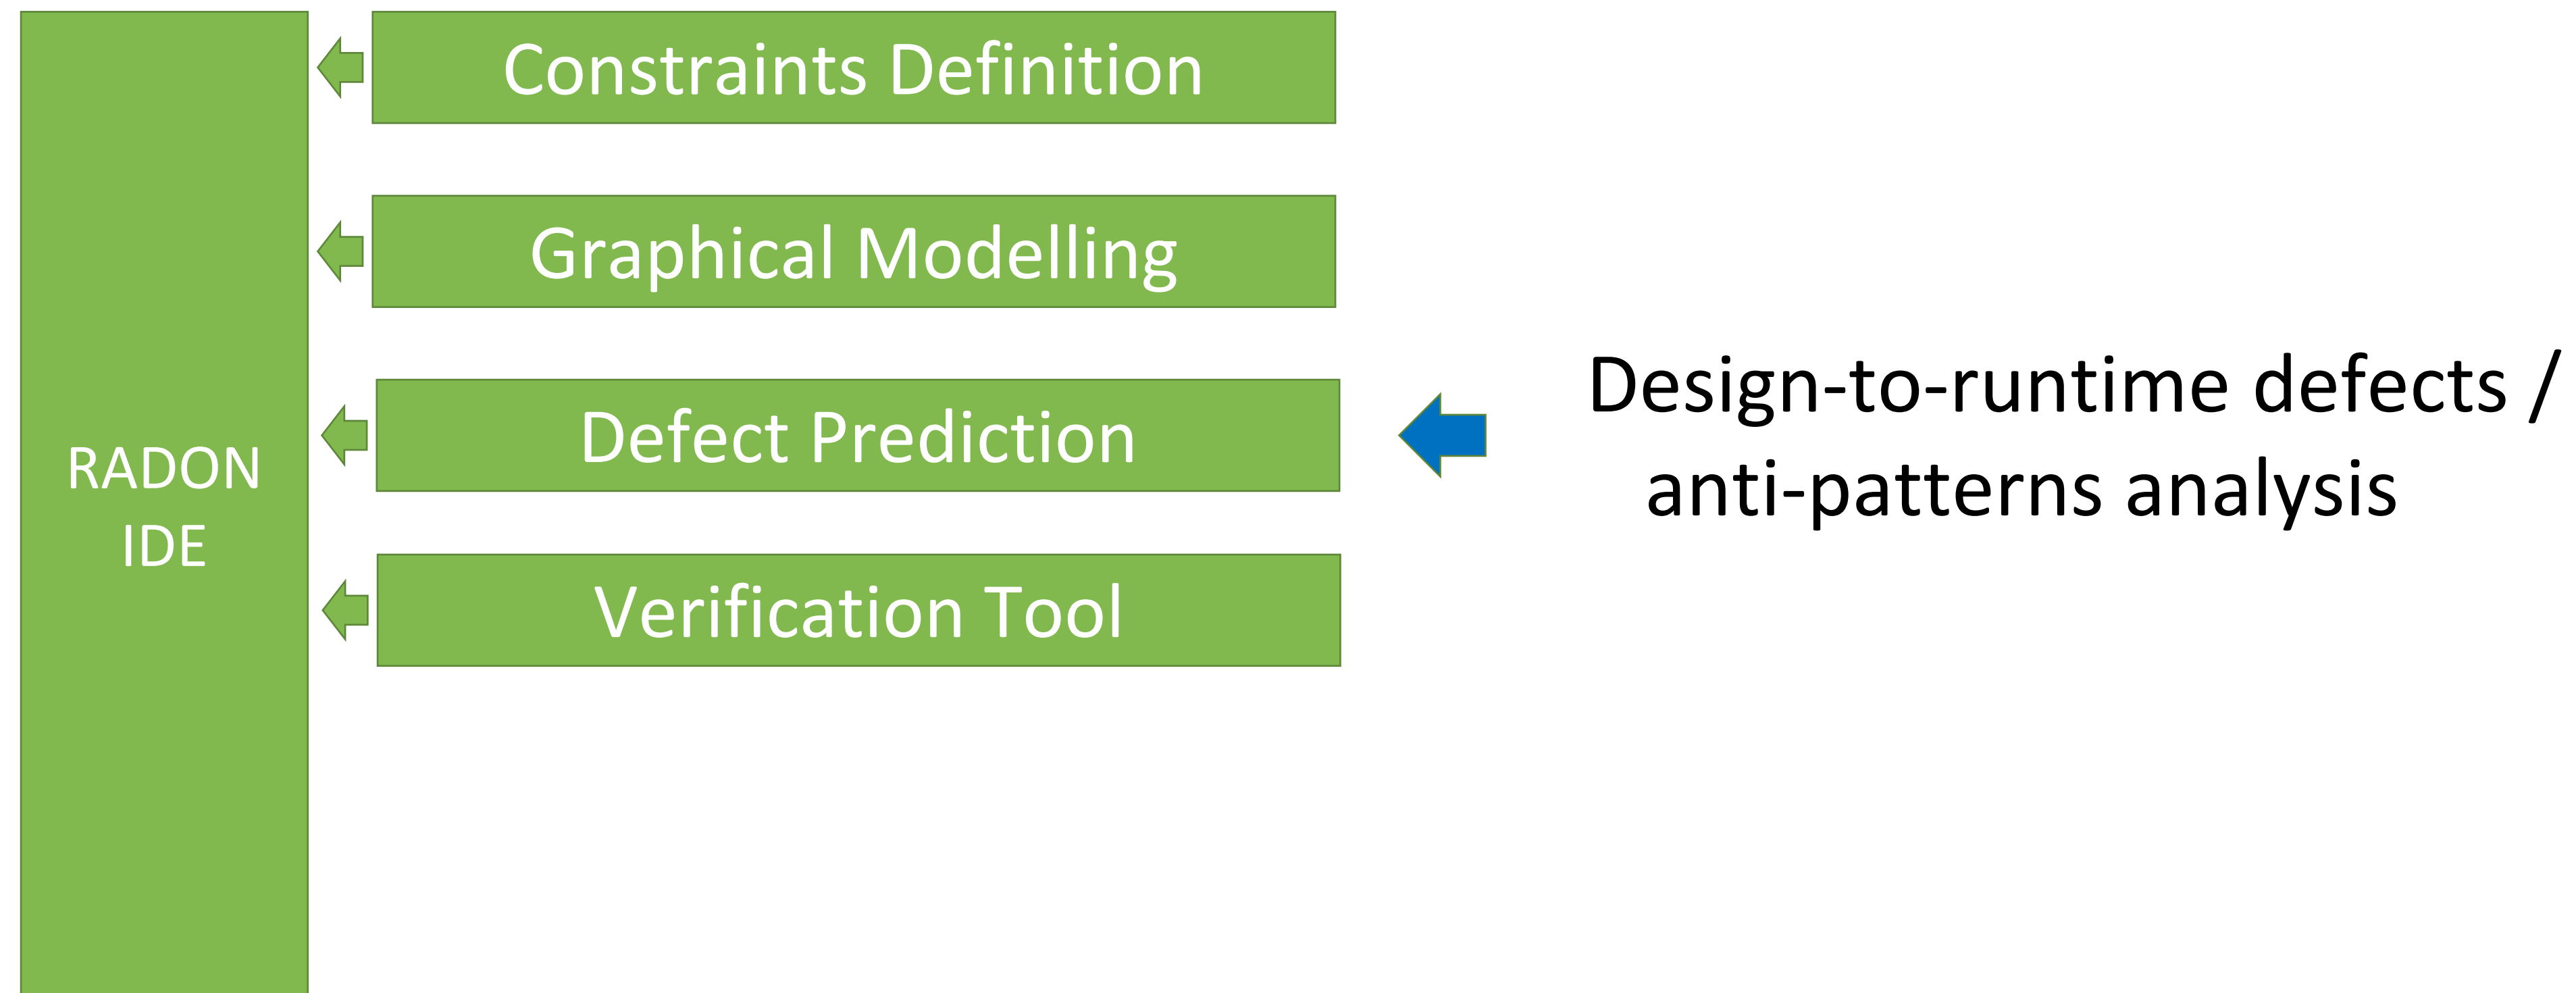 Constraints Definition
Graphical Modelling
Defect Prediction
Verification Tool
RADON
IDE
Design-to-runtime defects /
anti-patterns analysis